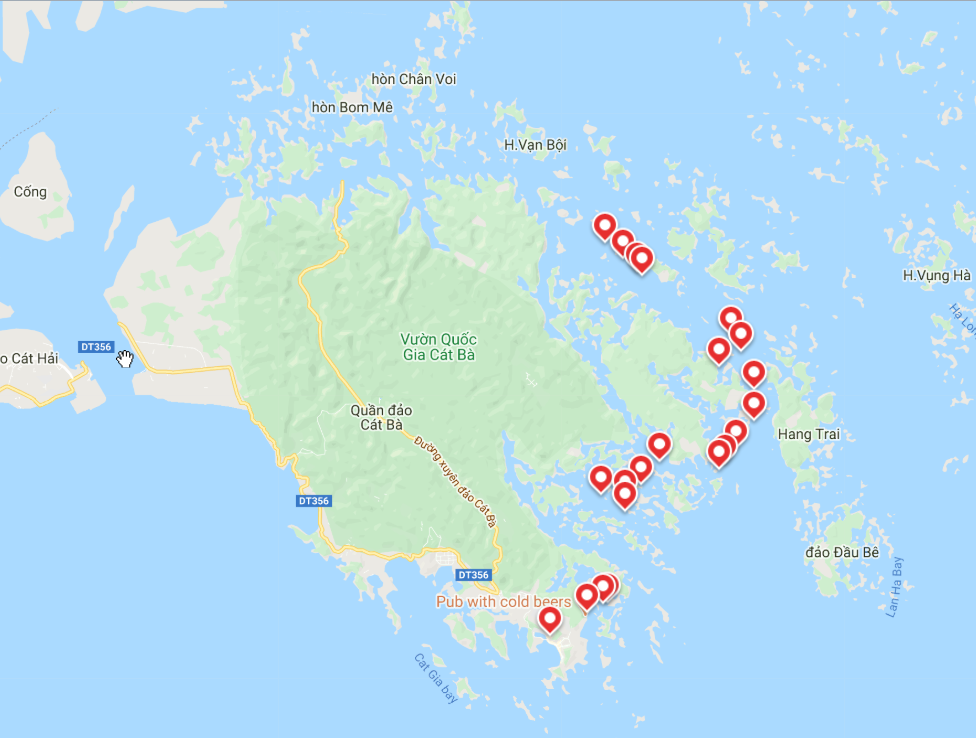 hòn Chân Voi
hòn Bom Mê
H.Vạn Bội
Cống
H.Vụng Hà
Ha Lon
DT356
o Cát Hải
Vườn Quốc
Gia Cát Bà
Quần đảo
Cát Bà
Hang Trai
Đường xuyên đảo Cát Bà
DT356
đảo Đầu Bê
DT356
Lan Ha Bay
Pub with cold beers
Cat Gia bay